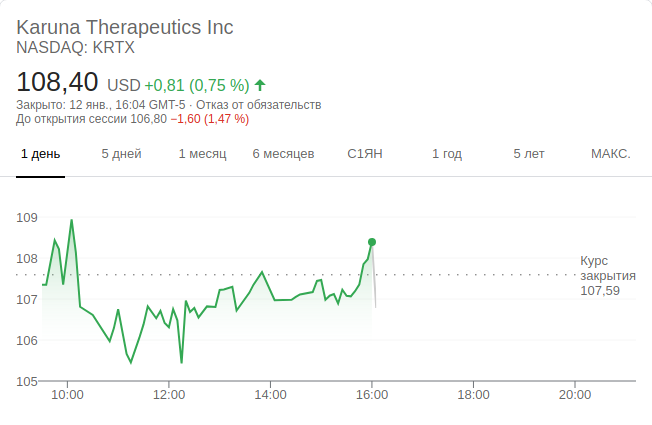 Karuna Therapeutics Inc
NASDAQ: KRTX
108,40 USD +0,81 (0,75 %)
Закрыто: 12 янв., 16:04 GMT-5 · Отказ от обязательств
До открытия сессии 106,80 −1,60 (1,47 %)
1 день 5 дней 1 месяц 6 месяцев С1ЯН 1 год 5 лет МАКС.
109
108
107
106
105
Курс
закрытия
107,59
10:00 12:00 14:00 16:00 18:00 20:00